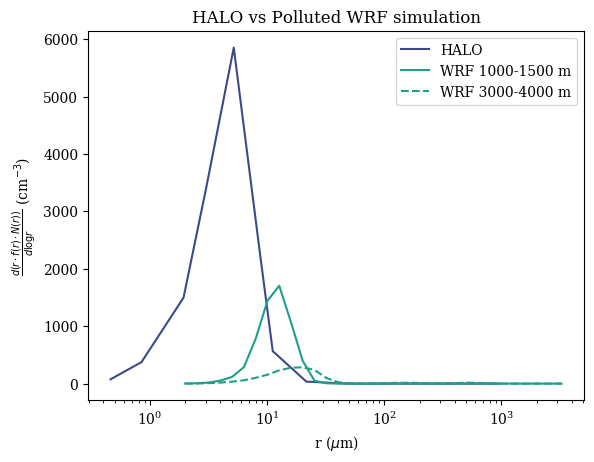 HALO vs Polluted WRF simulation
HALO
WRF 1000-1500 m
WRF 3000-4000 m
6000
5000
4000
3000
2000
1000
0
d(r · f(r) · N(r)) / dlogr (cm⁻³)
10⁰ 10¹ 10² 10³
r (μm)